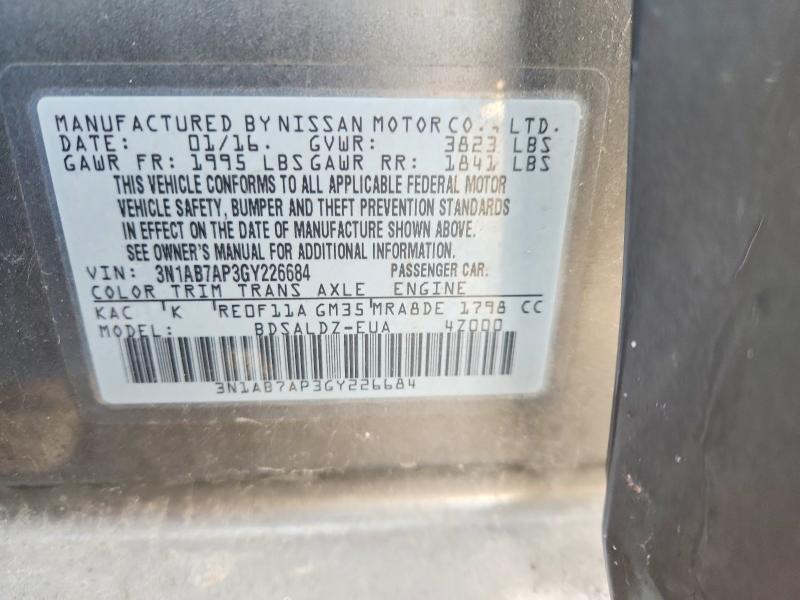 MANUFACTURED BY NISSAN MOTOR CO., LTD.
DATE: 01/16. GVWR: 3823 LBS
GAWR FR: 1995 LBS GAWR RR: 1841 LBS
THIS VEHICLE CONFORMS TO ALL APPLICABLE FEDERAL MOTOR
VEHICLE SAFETY, BUMPER AND THEFT PREVENTION STANDARDS
IN EFFECT ON THE DATE OF MANUFACTURE SHOWN ABOVE.
SEE OWNER'S MANUAL FOR ADDITIONAL INFORMATION.
VIN: 3N1AB7AP3GY226684 PASSENGER CAR.
COLOR TRIM TRANS AXLE ENGINE
KAC K RE0F11A GM35 MRA8DE 1798 CC
MODEL: BDSALDZ-EUA 4Z000
3N1AB7AP3GY226684